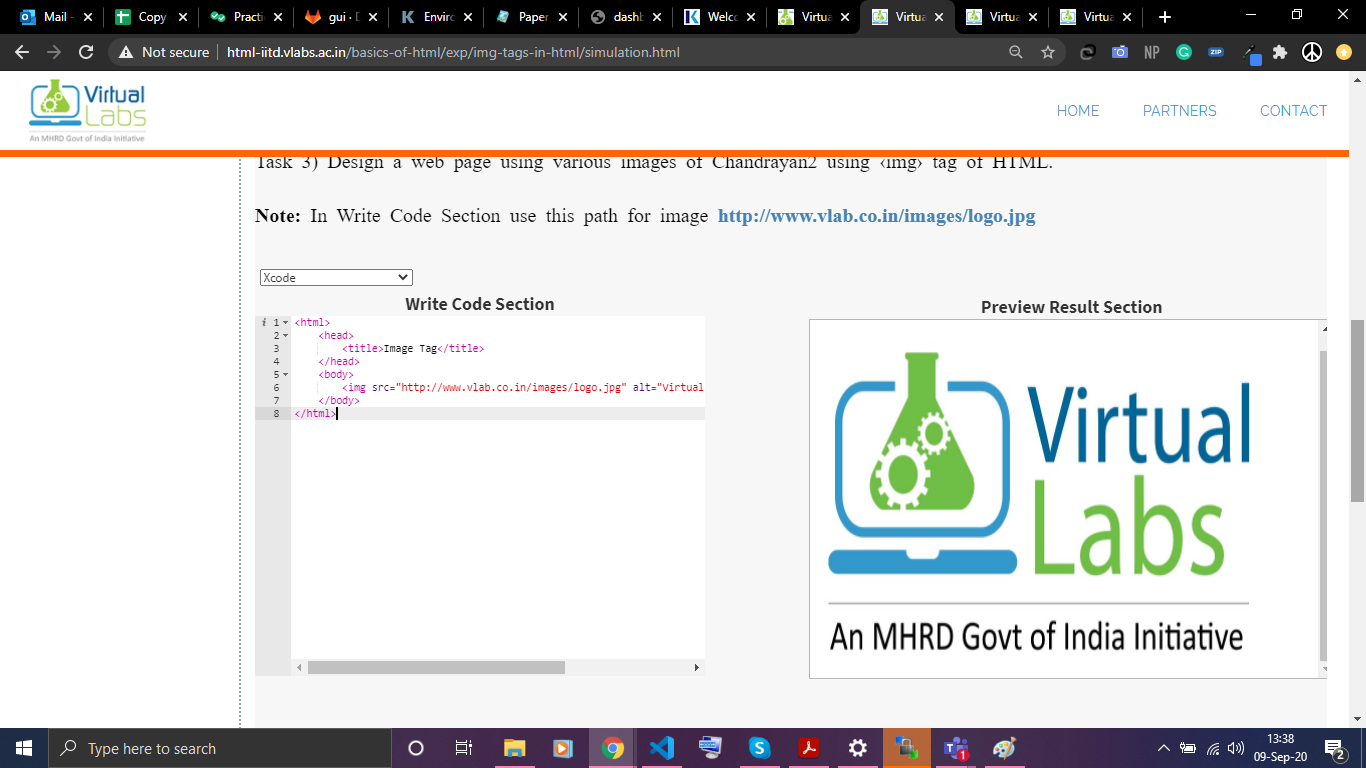 Mail -
Copy
Practi
gui · D
Enviro
Paper
dashb
Welco
Virtua
Virtua
Virtua
Virtua
Not secure
html-iitd.vlabs.ac.in/basics-of-html/exp/img-tags-in-html/simulation.html
NP
ZIP
Virtual
Labs
An MHRD Govt of India Initiative
HOME
PARTNERS
CONTACT
Task 3) Design a web page using various images of Chandrayan2 using ‹img› tag of HTML.
Note: In Write Code Section use this path for image http://www.vlab.co.in/images/logo.jpg
Xcode
Write Code Section
Preview Result Section
i 1 <html>
2 <head>
3 <title>Image Tag</title>
4 </head>
5 <body>
6 <img src="http://www.vlab.co.in/images/logo.jpg" alt="Virtual
7 </body>
8 </html>
Virtual
Labs
An MHRD Govt of India Initiative
Type here to search
1
13:38
09-Sep-20
2